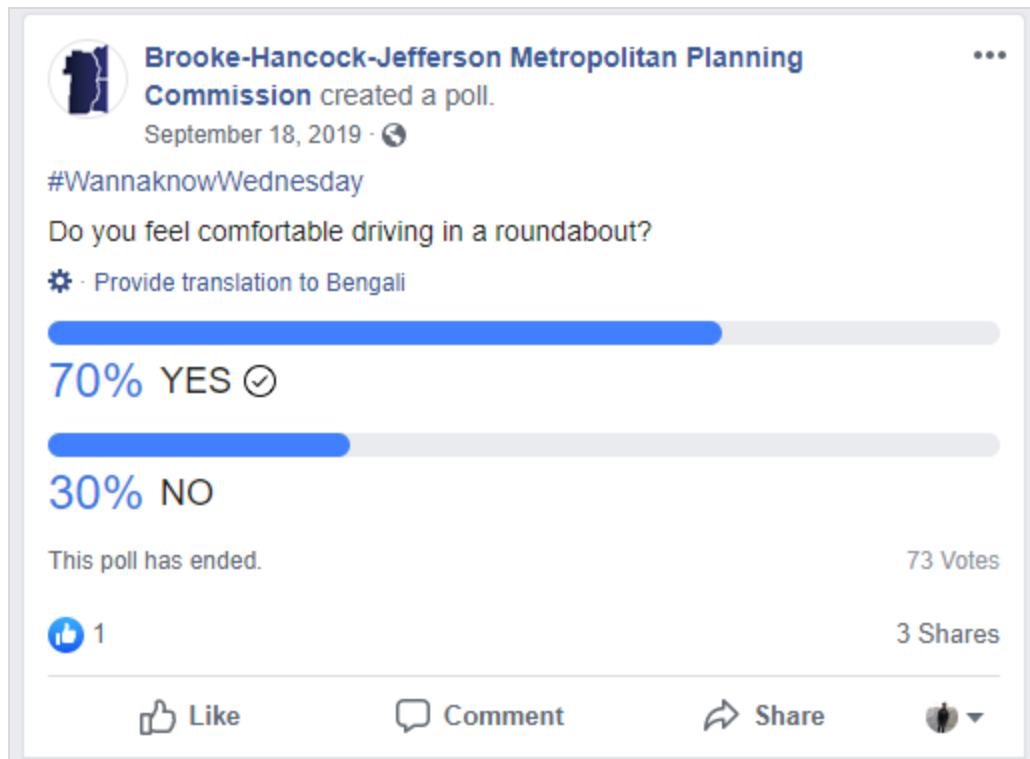 Brooke-Hancock-Jefferson Metropolitan Planning
Commission created a poll.
September 18, 2019 ·
#WannaknowWednesday
Do you feel comfortable driving in a roundabout?
· Provide translation to Bengali
70% YES
30% NO
This poll has ended. 73 Votes
1 3 Shares
Like Comment Share